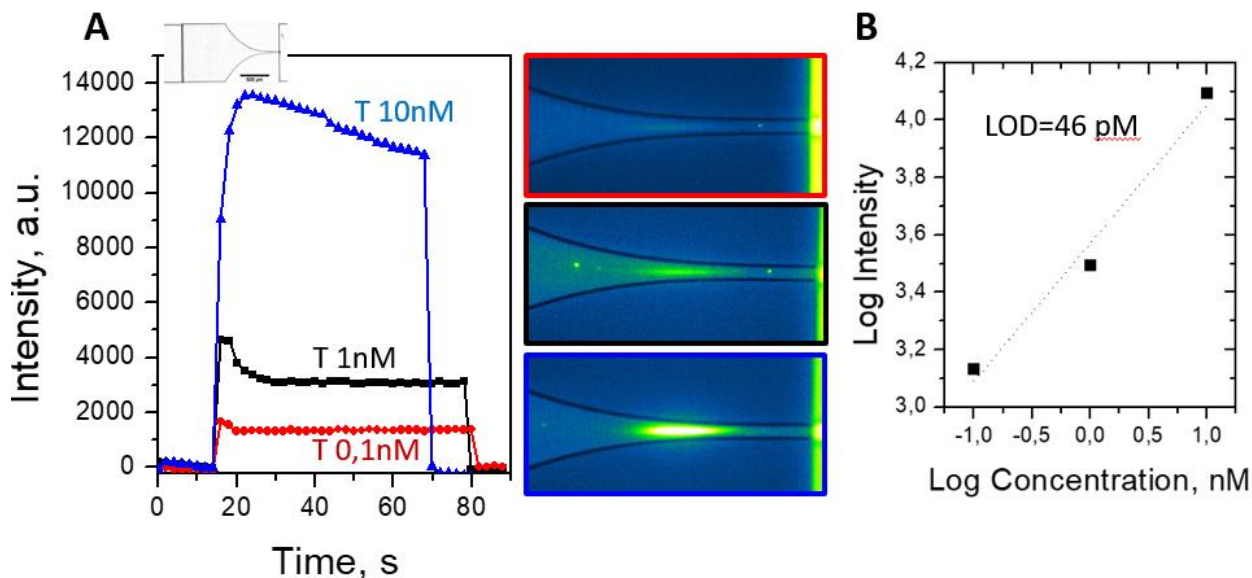 A
B
14000
12000
10000
8000
6000
4000
2000
0
Intensity, a.u.
T 10nM
T 1nM
T 0,1nM
0
20
40
60
80
Time, s
4,2
4,0
3,8
3,6
3,4
3,2
3,0
Log Intensity
LOD=46 pM
-1,0
-0,5
0,0
0,5
1,0
Log Concentration, nM